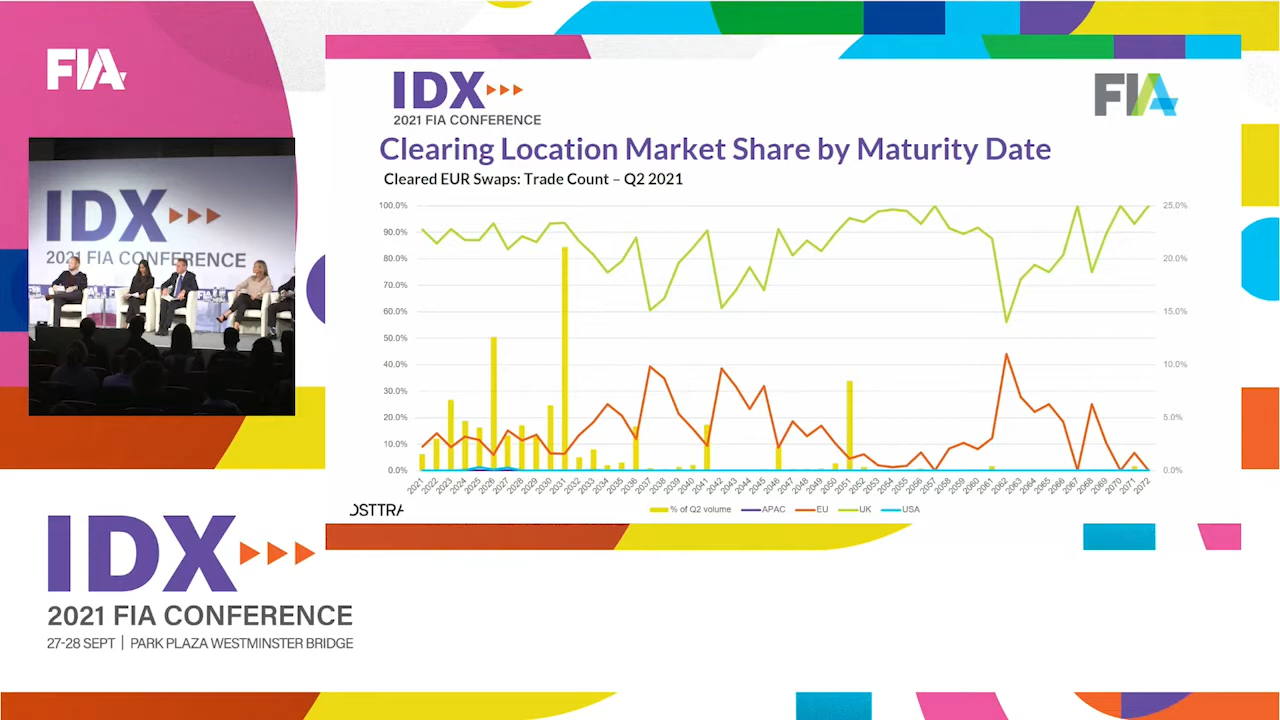 FIA
IDX
2021 FIA CONFERENCE
IDX
2021 FIA CONFERENCE
FIA
Clearing Location Market Share by Maturity Date
Cleared EUR Swaps: Trade Count – Q2 2021
100.0%
90.0%
80.0%
70.0%
60.0%
50.0%
40.0%
30.0%
20.0%
10.0%
0.0%
25.0%
20.0%
15.0%
10.0%
5.0%
0.0%
2021 2022 2023 2024 2025 2026 2027 2028 2029 2030 2031 2032 2033 2034 2035 2036 2037 2038 2039 2040 2041 2042 2043 2044 2045 2046 2047 2048 2049 2050 2051 2052 2053 2054 2055 2056 2057 2058 2059 2060 2061 2062 2063 2064 2065 2066 2067 2068 2069 2070 2071 2072
% of Q2 volume APAC EU UK USA
OSTTRA
IDX
2021 FIA CONFERENCE
27-28 SEPT | PARK PLAZA WESTMINSTER BRIDGE